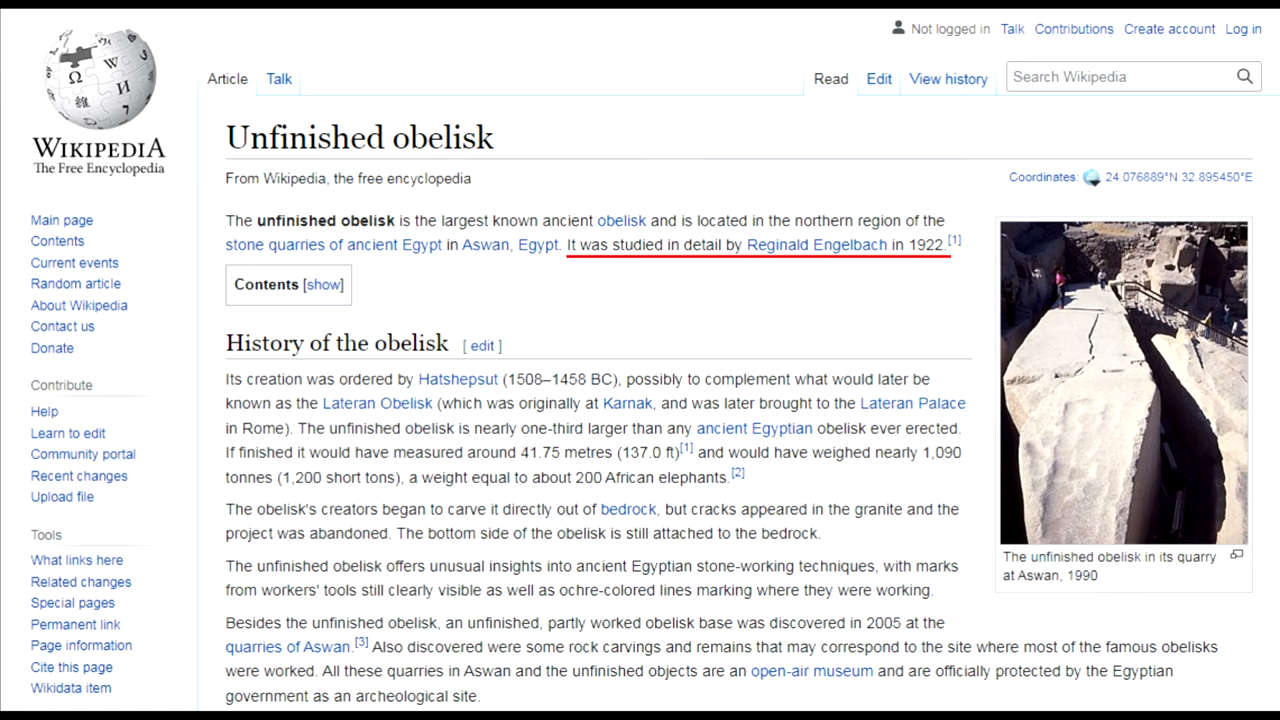 Not logged in Talk Contributions Create account Log in
Article Talk Read Edit View history Search Wikipedia
WIKIPEDIA
The Free Encyclopedia
Main page
Contents
Current events
Random article
About Wikipedia
Contact us
Donate
Contribute
Help
Learn to edit
Community portal
Recent changes
Upload file
Tools
What links here
Related changes
Special pages
Permanent link
Page information
Cite this page
Wikidata item
Unfinished obelisk
From Wikipedia, the free encyclopedia
Coordinates: 24.076889°N 32.895450°E
The unfinished obelisk is the largest known ancient obelisk and is located in the northern region of the
stone quarries of ancient Egypt in Aswan, Egypt. It was studied in detail by Reginald Engelbach in 1922.[1]
Contents [show]
History of the obelisk [ edit ]
Its creation was ordered by Hatshepsut (1508–1458 BC), possibly to complement what would later be
known as the Lateran Obelisk (which was originally at Karnak, and was later brought to the Lateran Palace
in Rome). The unfinished obelisk is nearly one-third larger than any ancient Egyptian obelisk ever erected.
If finished it would have measured around 41.75 metres (137.0 ft)[1] and would have weighed nearly 1,090
tonnes (1,200 short tons), a weight equal to about 200 African elephants.[2]
The obelisk's creators began to carve it directly out of bedrock, but cracks appeared in the granite and the
project was abandoned. The bottom side of the obelisk is still attached to the bedrock.
The unfinished obelisk offers unusual insights into ancient Egyptian stone-working techniques, with marks
from workers' tools still clearly visible as well as ochre-colored lines marking where they were working.
Besides the unfinished obelisk, an unfinished, partly worked obelisk base was discovered in 2005 at the
quarries of Aswan.[3] Also discovered were some rock carvings and remains that may correspond to the site where most of the famous obelisks
were worked. All these quarries in Aswan and the unfinished objects are an open-air museum and are officially protected by the Egyptian
government as an archeological site.
The unfinished obelisk in its quarry
at Aswan, 1990